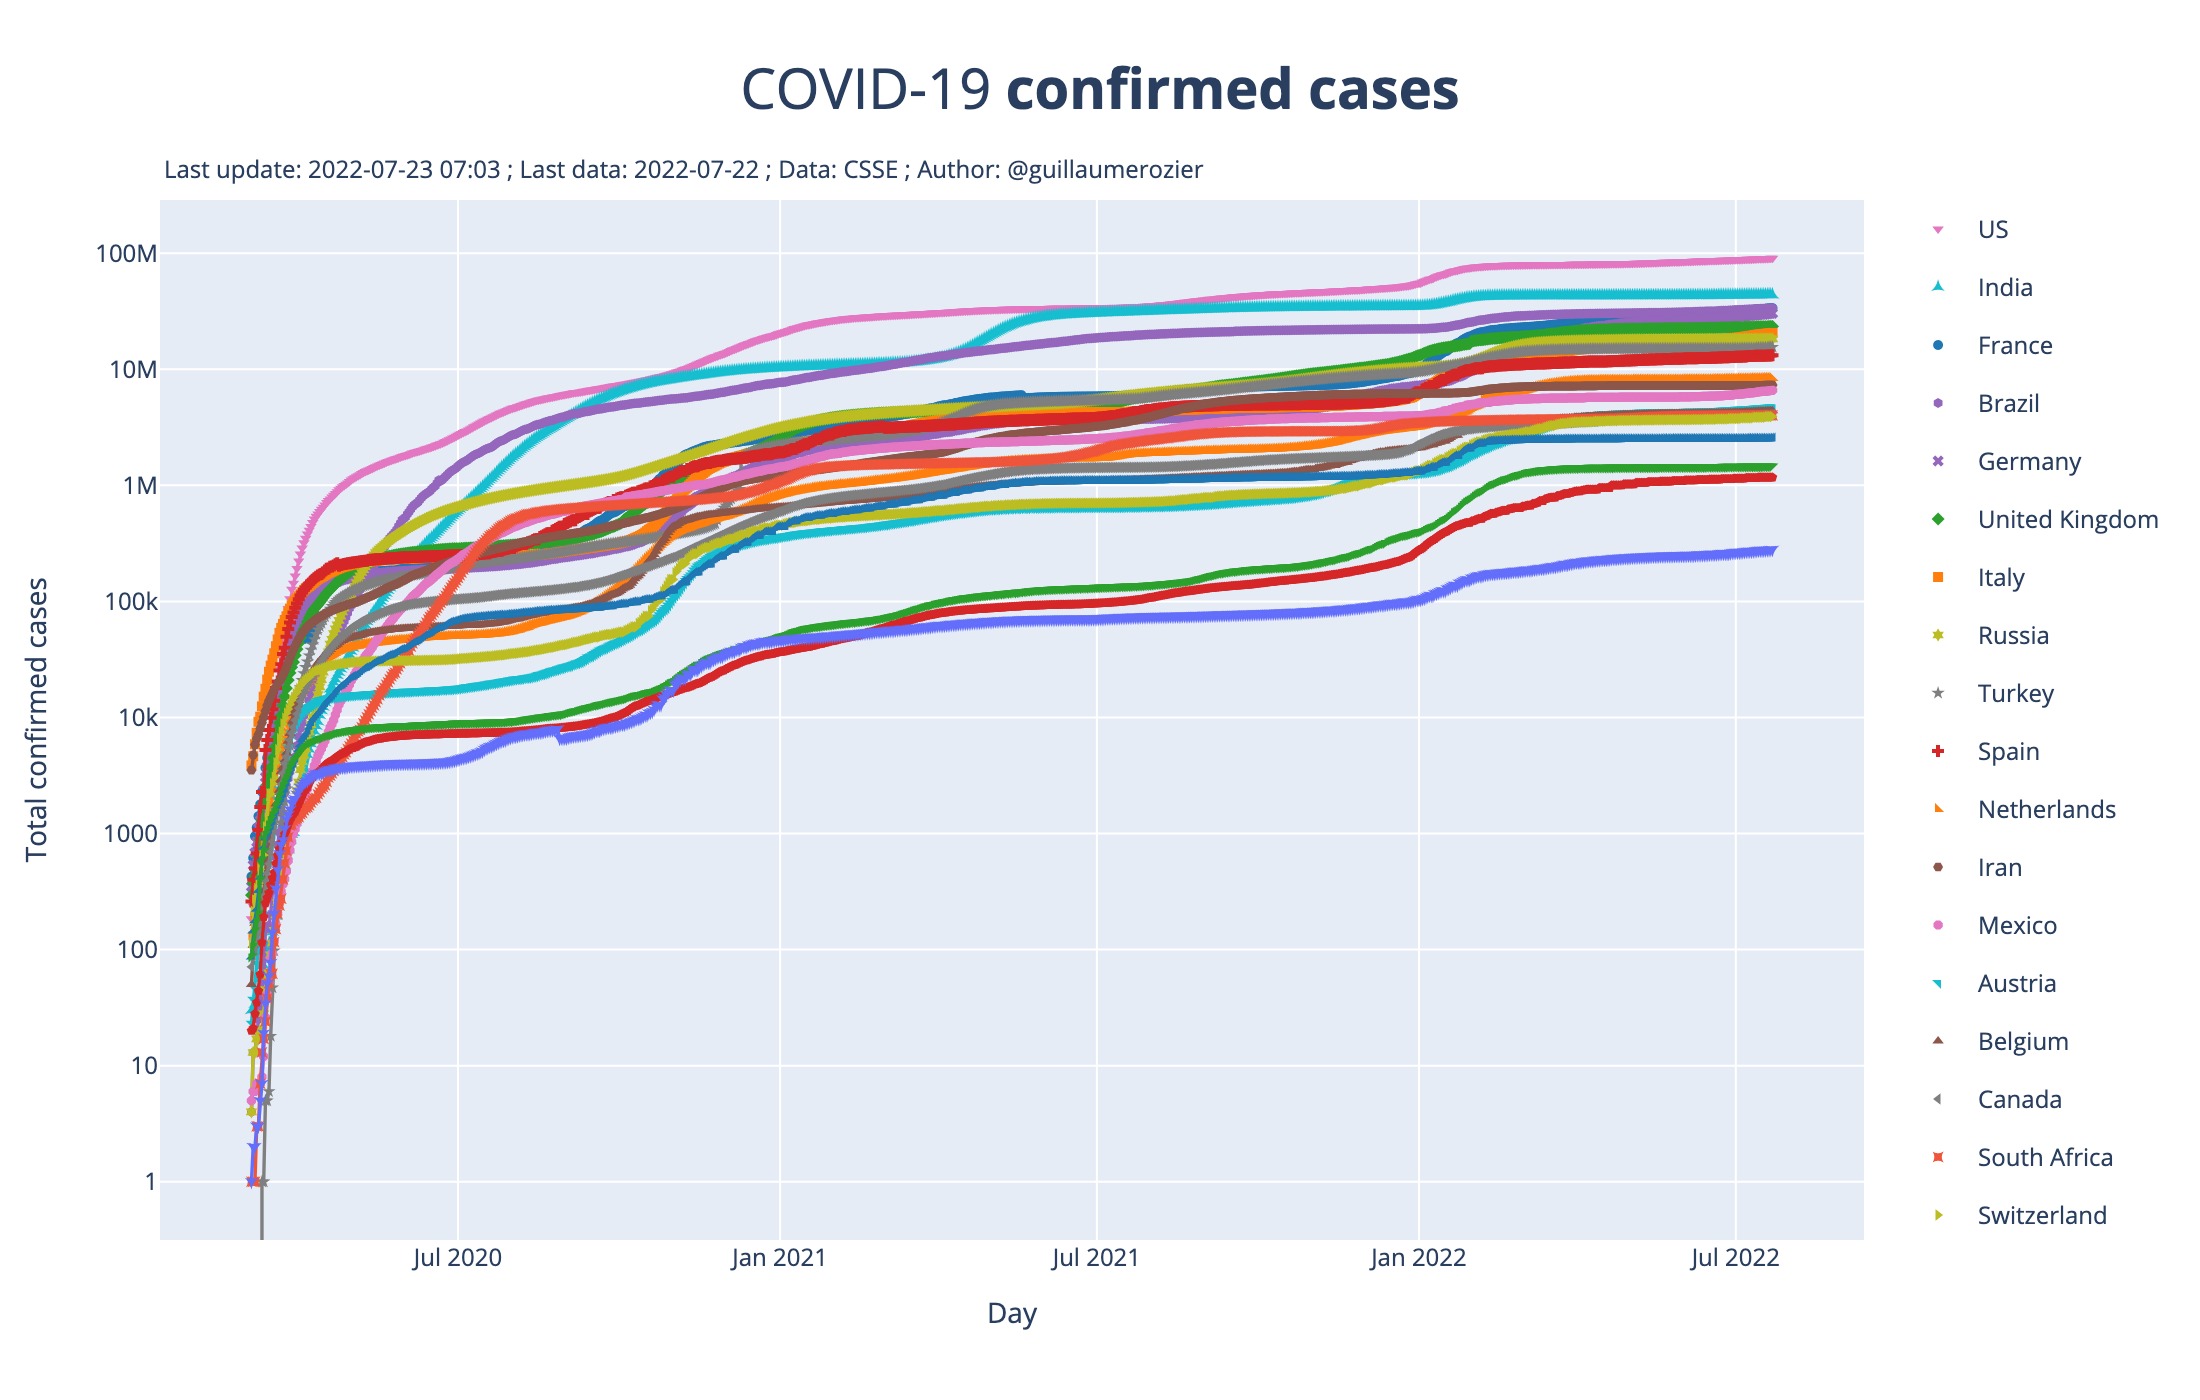 COVID-19 confirmed cases
Last update: 2022-07-23 07:03 ; Last data: 2022-07-22 ; Data: CSSE ; Author: @guillaumerozier
Total confirmed cases
100M
10M
1M
100k
10k
1000
100
10
1
Jul 2020
Jan 2021
Jul 2021
Jan 2022
Jul 2022
Day
US
India
France
Brazil
Germany
United Kingdom
Italy
Russia
Turkey
Spain
Netherlands
Iran
Mexico
Austria
Belgium
Canada
South Africa
Switzerland